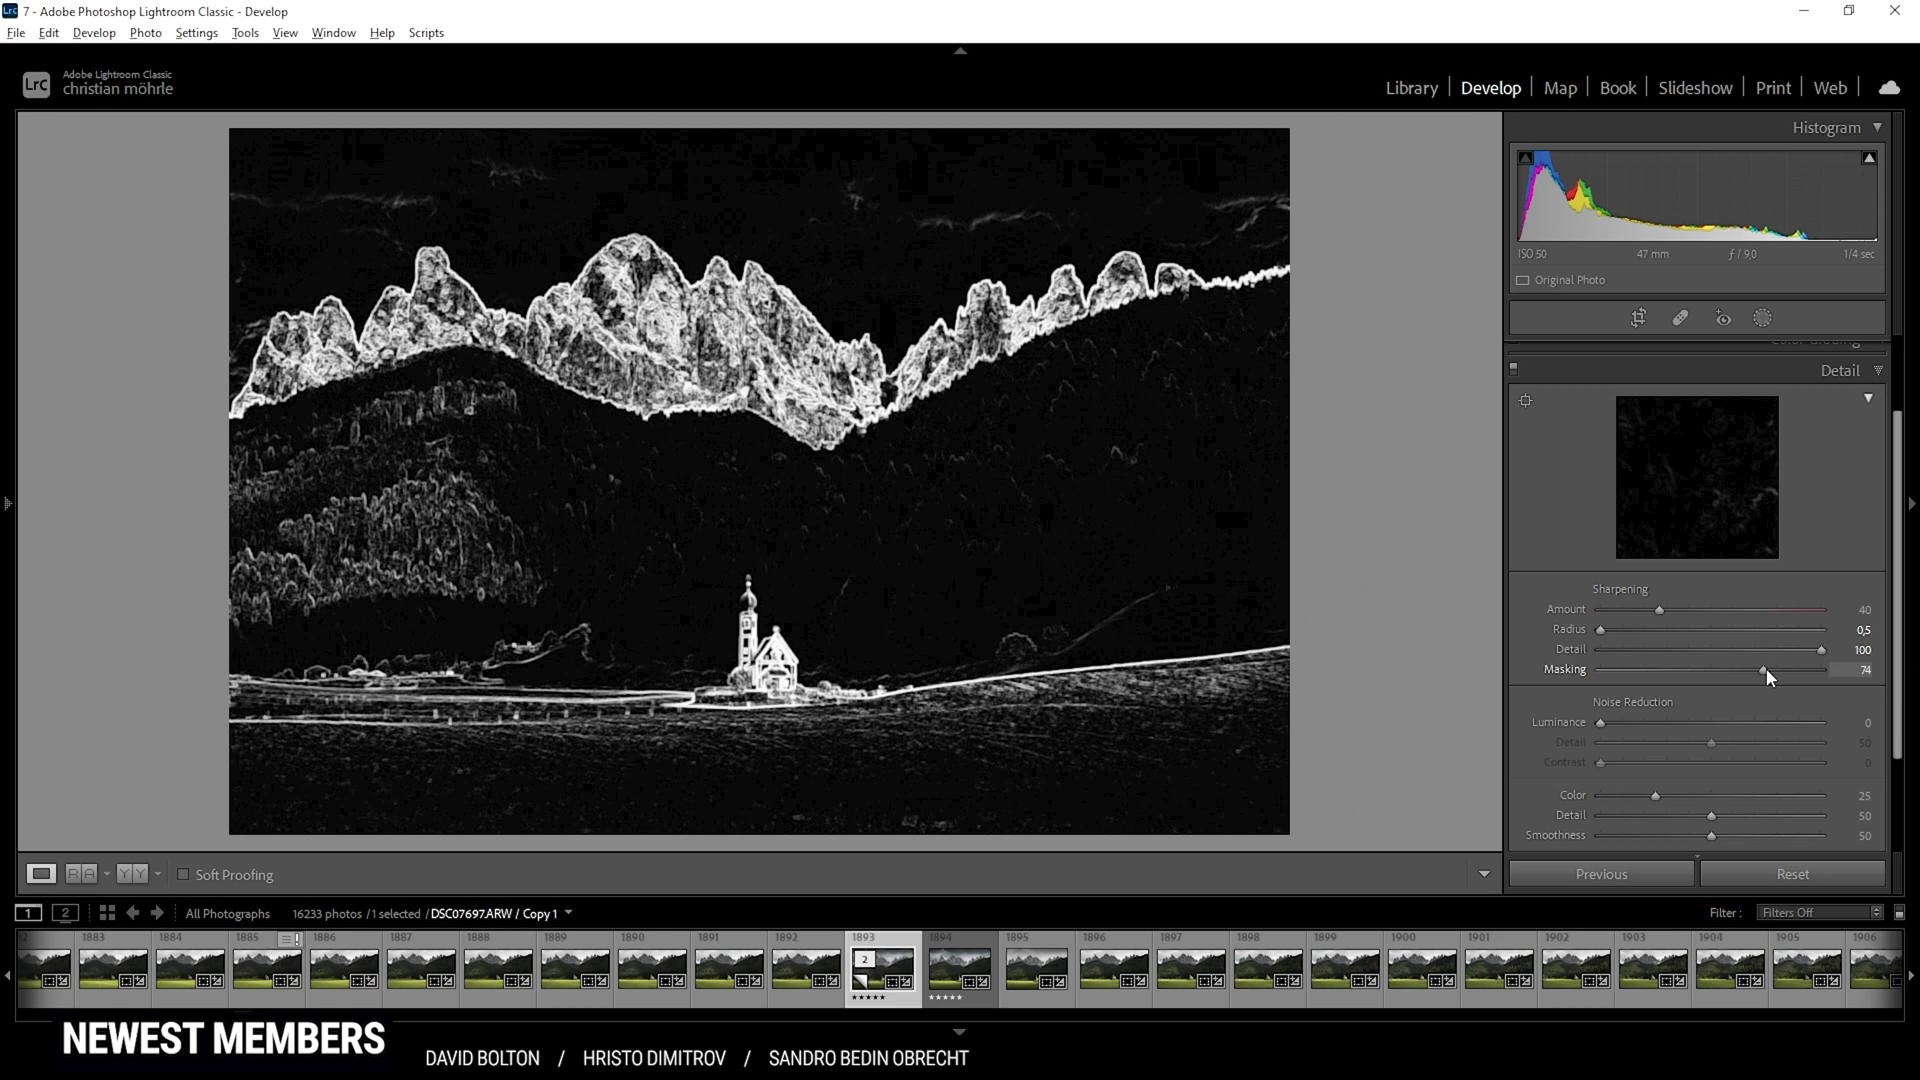 Lrc 7 - Adobe Photoshop Lightroom Classic - Develop
File Edit Develop Photo Settings Tools View Window Help Scripts
LrC Adobe Lightroom Classic
christian möhrle
Library Develop Map Book Slideshow Print Web
Histogram
ISO 50 47 mm ƒ / 9,0 1/4 sec
Original Photo
Color Grading
Detail
Sharpening
Amount 40
Radius 0,5
Detail 100
Masking 74
Noise Reduction
Luminance 0
Detail 50
Contrast 0
Color 25
Detail 50
Smoothness 50
Previous Reset
R A Y Y Soft Proofing
1 2 All Photographs 16233 photos / 1 selected / DSC07697.ARW / Copy 1 Filter : Filters Off
1883 1884 1885 1886 1887 1888 1889 1890 1891 1892 1893 1894 1895 1896 1897 1898 1899 1900 1901 1902 1903 1904 1905 1906
2
NEWEST MEMBERS
DAVID BOLTON / HRISTO DIMITROV / SANDRO BEDIN OBRECHT